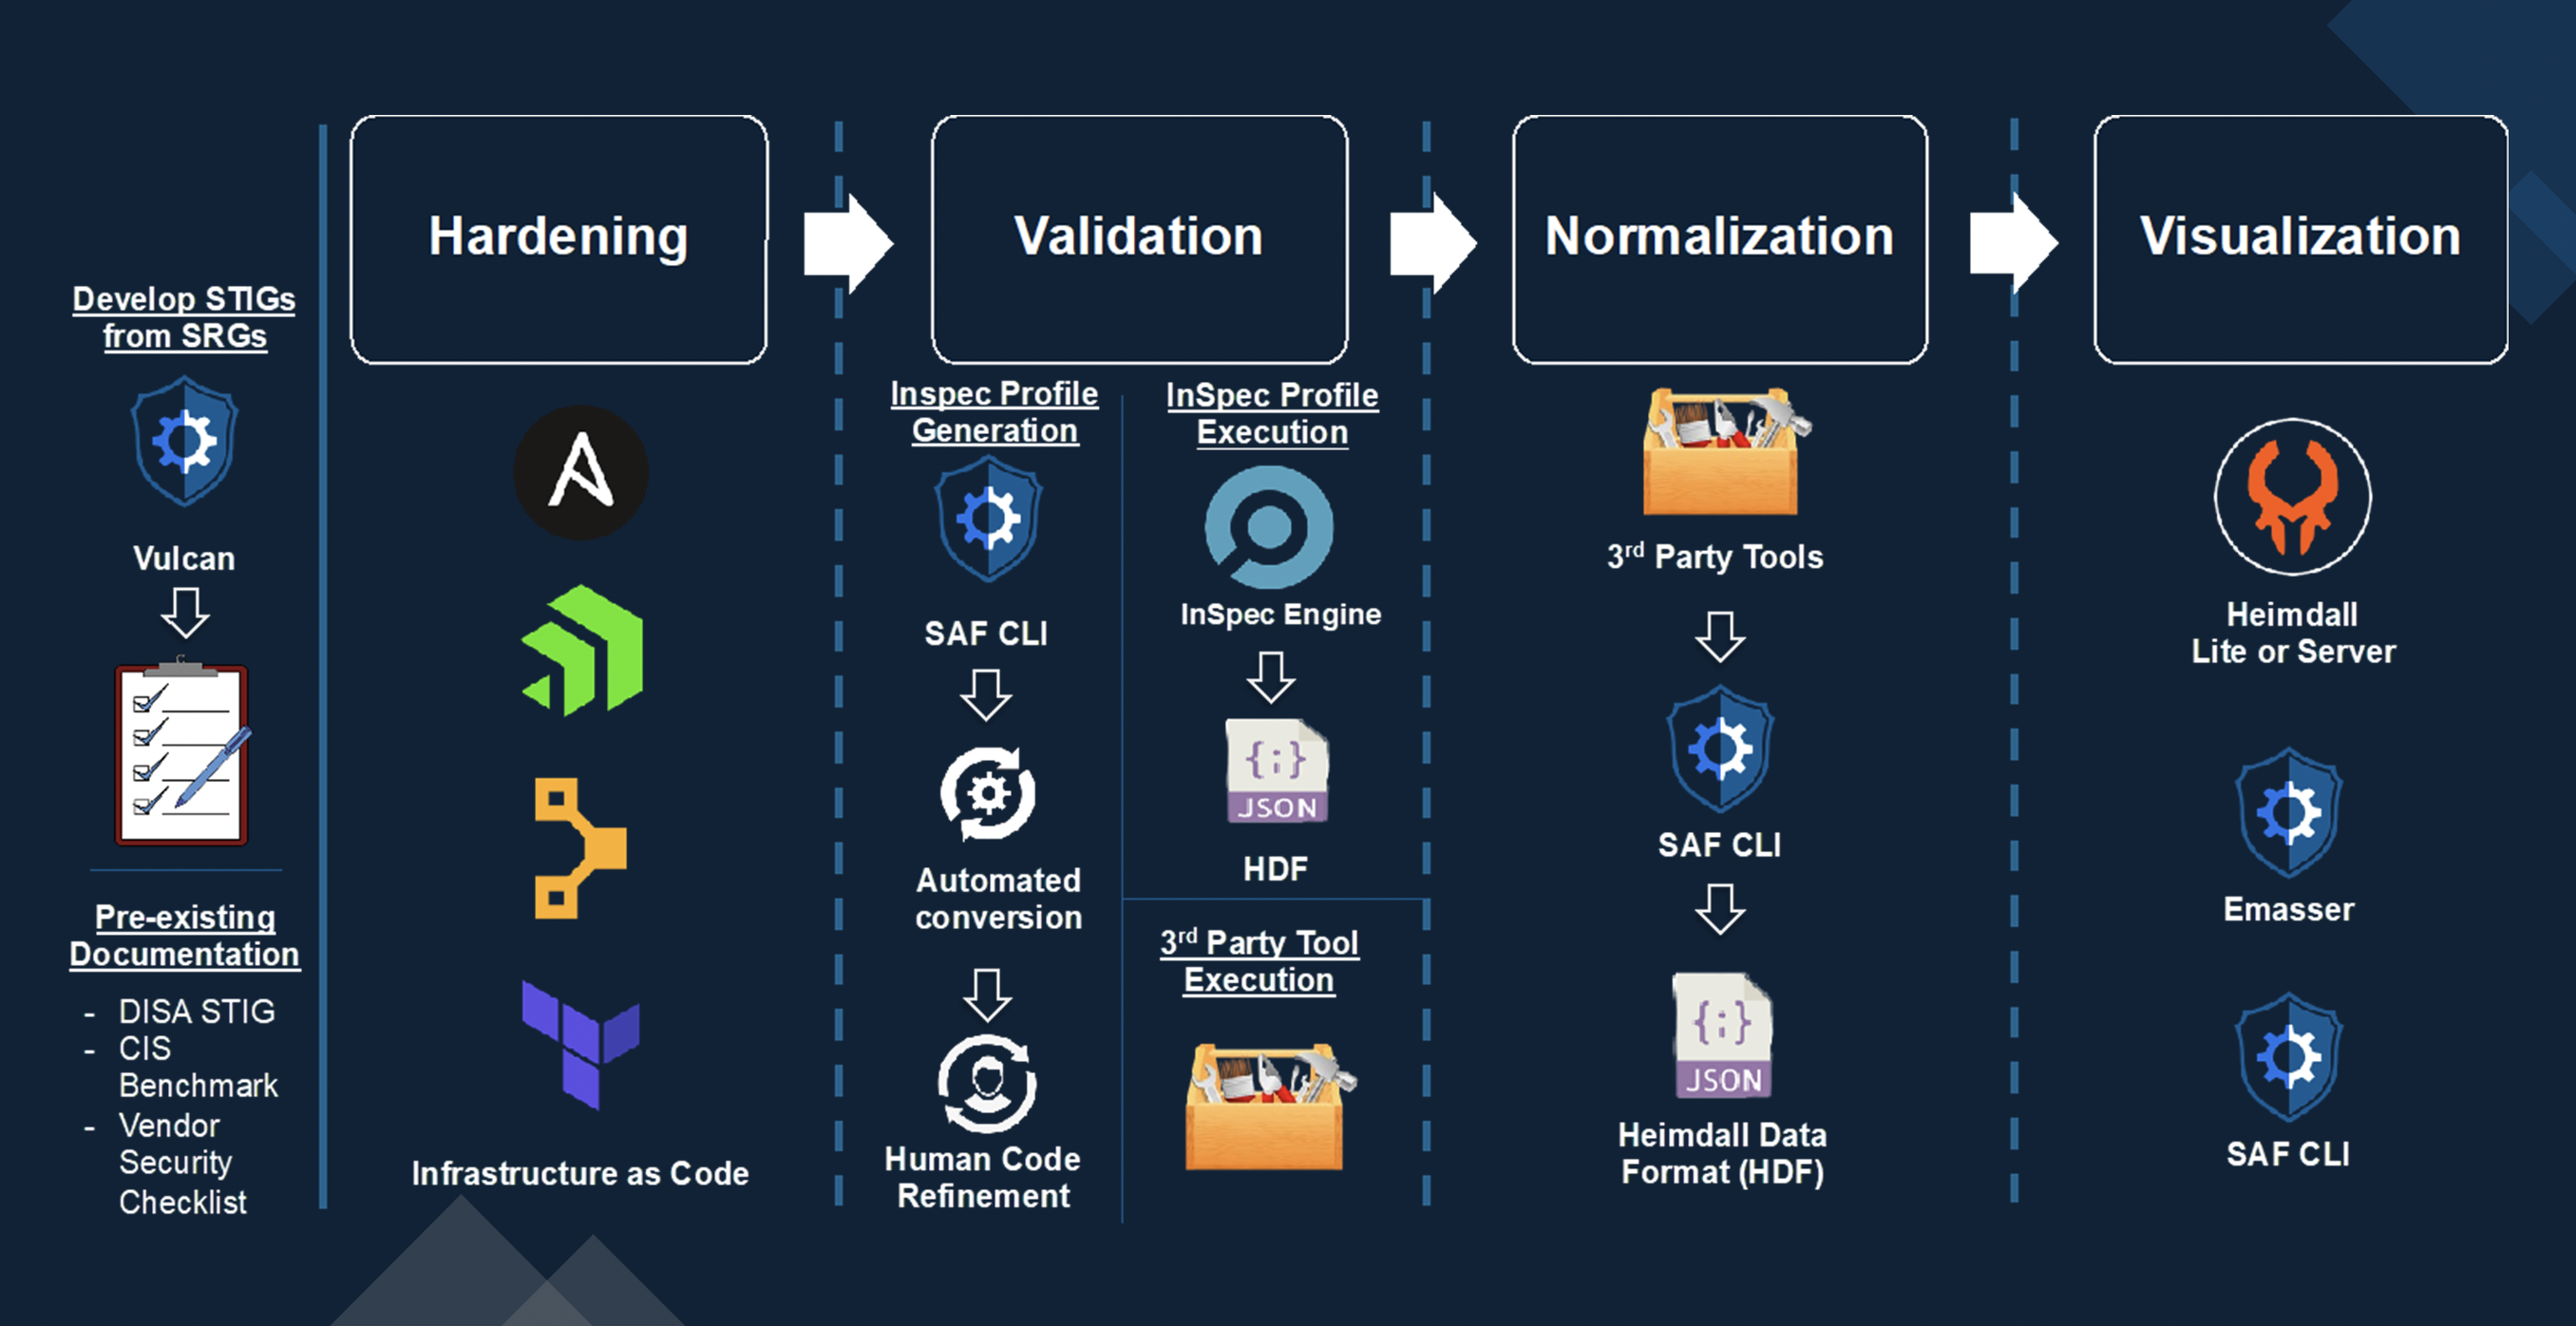 Develop STIGs
from SRGs
Vulcan
Pre-existing
Documentation
- DISA STIG
- CIS
Benchmark
- Vendor
Security
Checklist
Hardening
Infrastructure as Code
Validation
Inspec Profile
Generation
SAF CLI
Automated
conversion
Human Code
Refinement
InSpec Profile
Execution
InSpec Engine
{;}
JSON
HDF
3rd Party Tool
Execution
Normalization
3rd Party Tools
SAF CLI
{;}
JSON
Heimdall Data
Format (HDF)
Visualization
Heimdall
Lite or Server
Emasser
SAF CLI